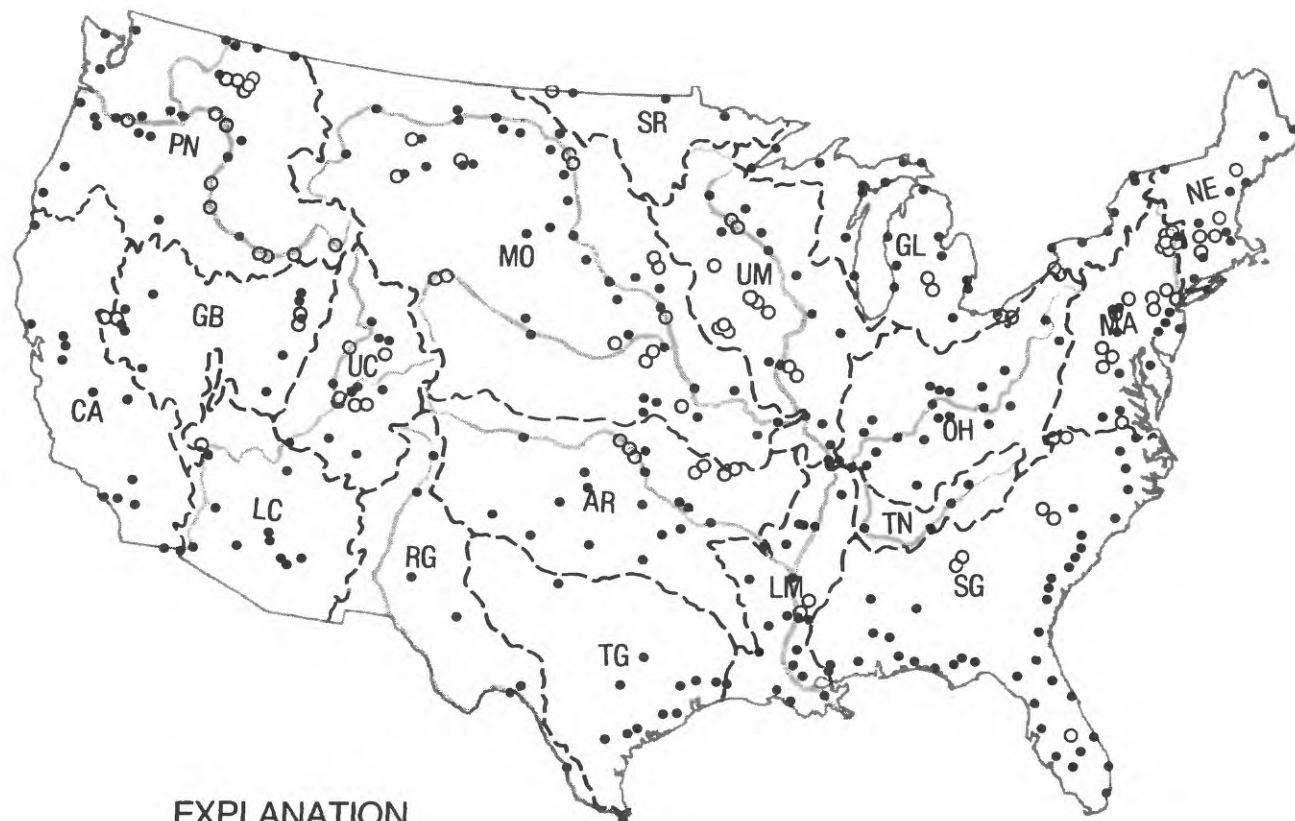 SR
PN
NE
MO
GL
UM
GB
MA
UC
CA
OH
AR
LC
TN
RG
LM
SG
TG
EXPLANATION